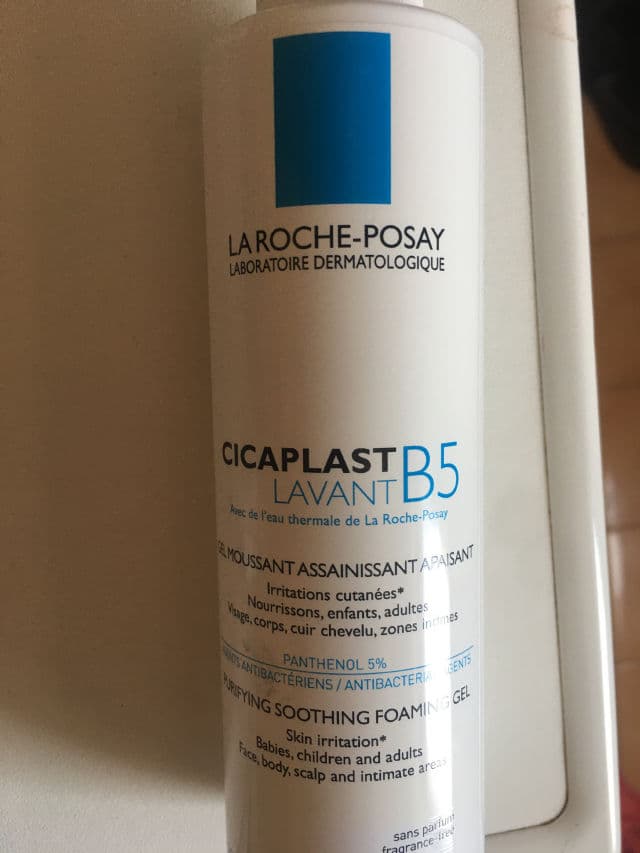 LA ROCHE-POSAY
LABORATOIRE DERMATOLOGIQUE
CICAPLAST
LAVANT B5
Avec de l'eau thermale de La Roche-Posay
GEL MOUSSANT ASSAINISSANT APAISANT
Irritations cutanées*
Nourrissons, enfants, adultes
Visage, corps, cuir chevelu, zones intimes
PANTHENOL 5%
AGENTS ANTIBACTÉRIENS / ANTIBACTERIAL AGENTS
PURIFYING SOOTHING FOAMING GEL
Skin irritation*
Babies, children and adults
Face, body, scalp and intimate areas
sans parfum
fragrance-free